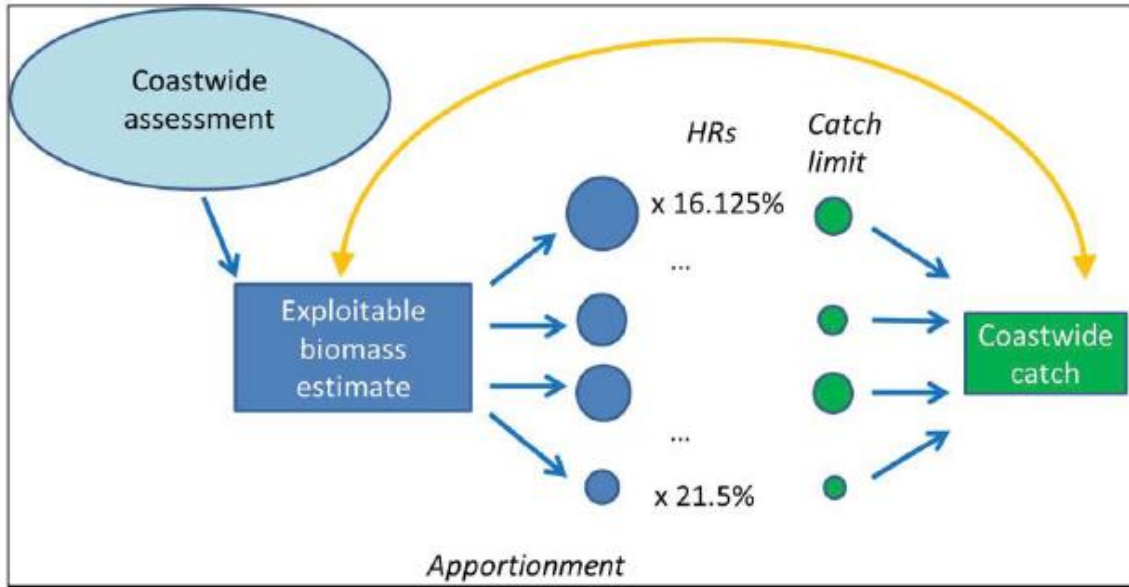 Coastwide
assessment
HRs
Catch
limit
x 16.125%
...
Exploitable
biomass
estimate
Coastwide
catch
...
x 21.5%
Apportionment